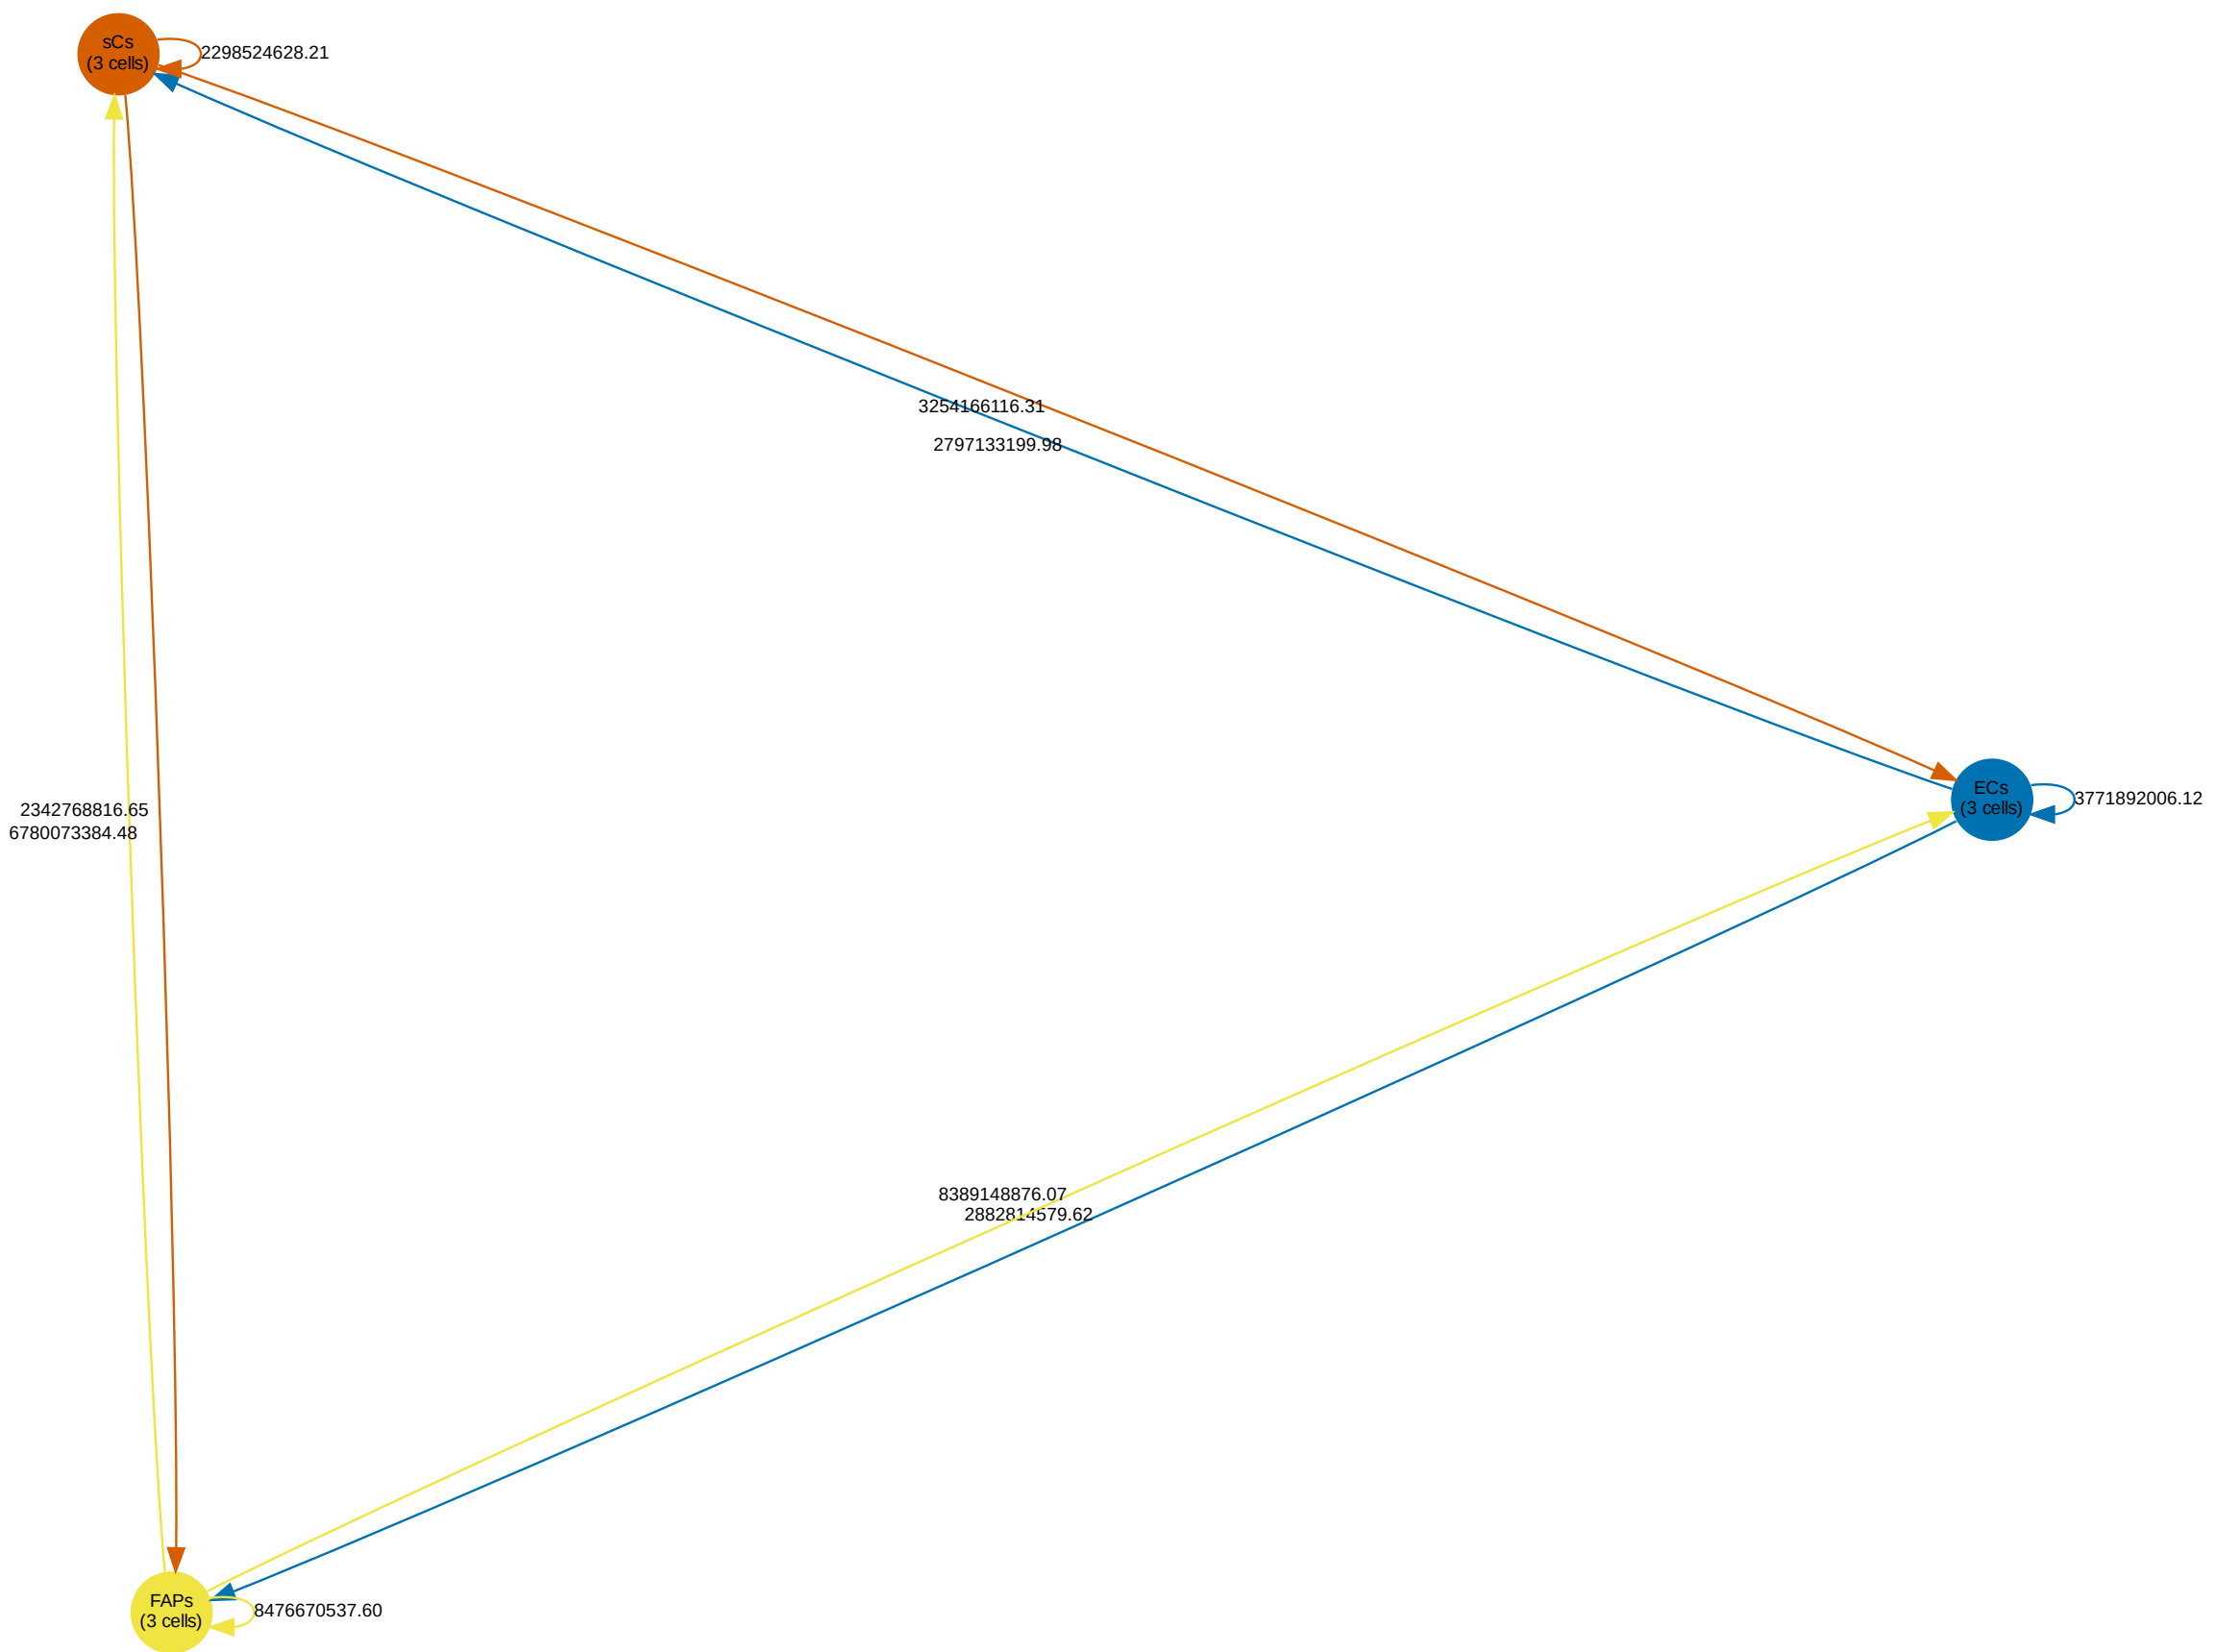 sCs
(3 cells)
2298524628.21
3254166116.31
2797133199.98
ECs
(3 cells)
3771892006.12
2342768816.65
6780073384.48
8389148876.07
2882814579.62
FAPs
(3 cells)
8476670537.60